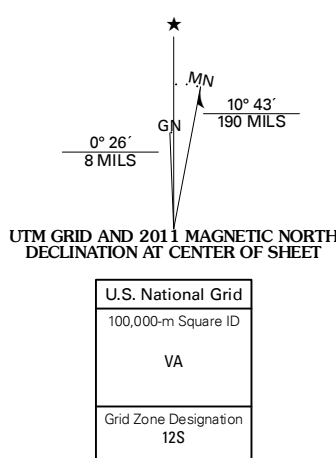 ★
MN
GN
0° 26´
8 MILS
10° 43´
190 MILS
UTM GRID AND 2011 MAGNETIC NORTH
DECLINATION AT CENTER OF SHEET
U.S. National Grid
100,000-m Square ID
VA
Grid Zone Designation
12S